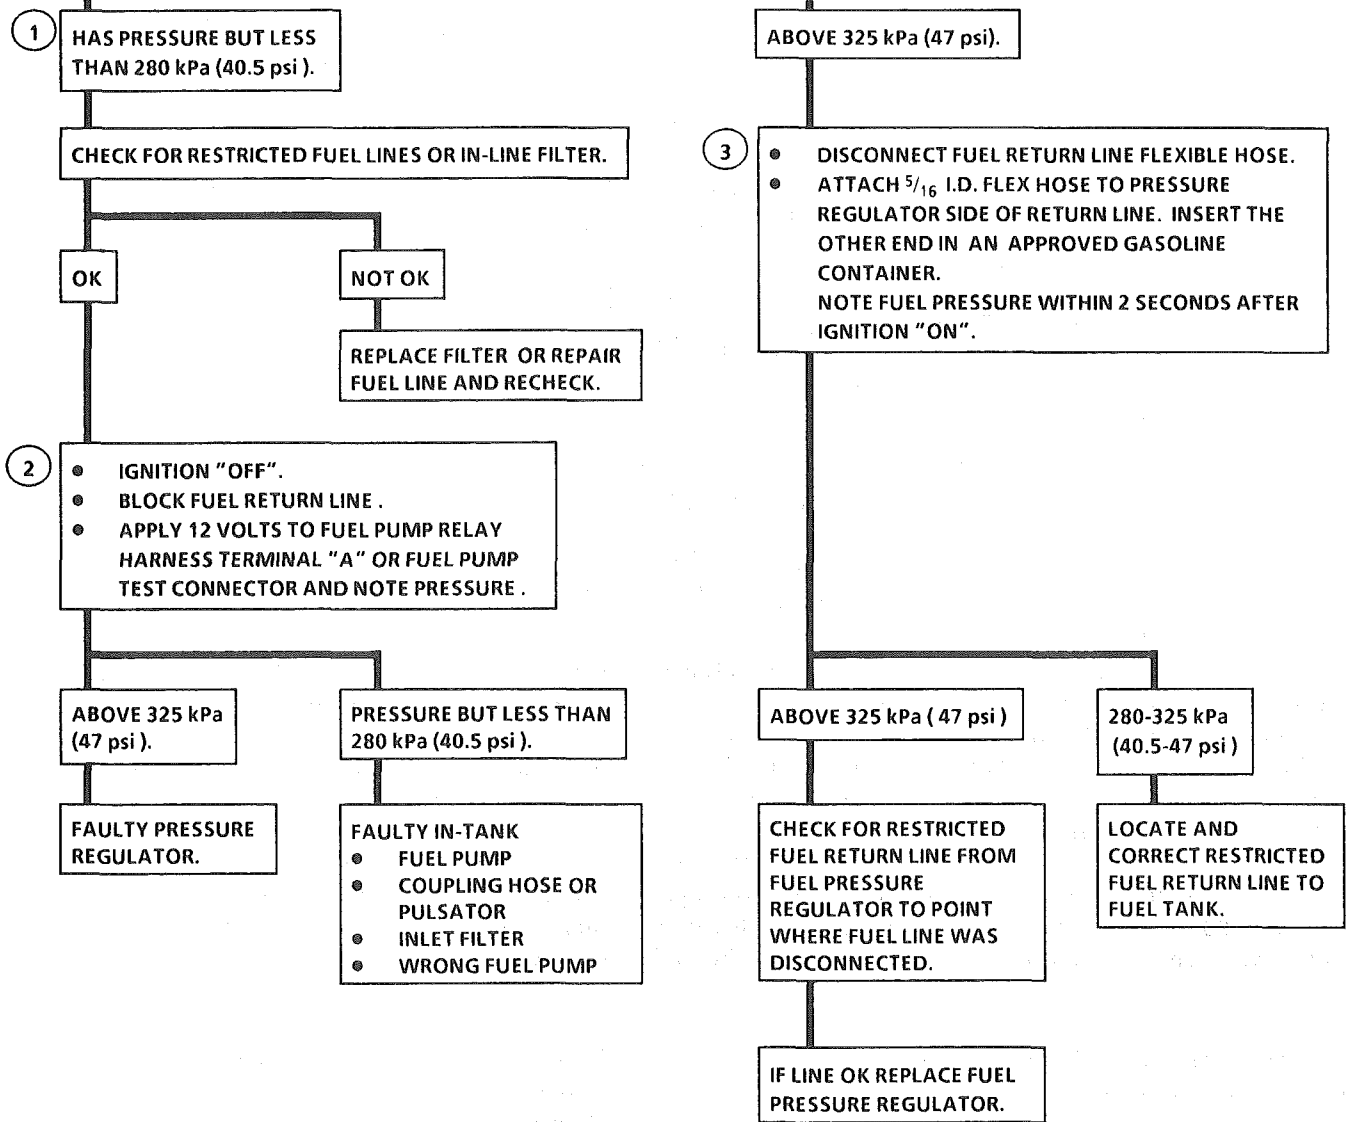 1
HAS PRESSURE BUT LESS
THAN 280 kPa (40.5 psi ).
CHECK FOR RESTRICTED FUEL LINES OR IN-LINE FILTER.
OK
NOT OK
REPLACE FILTER OR REPAIR
FUEL LINE AND RECHECK.
2
• IGNITION "OFF".
• BLOCK FUEL RETURN LINE .
• APPLY 12 VOLTS TO FUEL PUMP RELAY
HARNESS TERMINAL "A" OR FUEL PUMP
TEST CONNECTOR AND NOTE PRESSURE .
ABOVE 325 kPa
(47 psi ).
FAULTY PRESSURE
REGULATOR.
PRESSURE BUT LESS THAN
280 kPa (40.5 psi ).
FAULTY IN-TANK
• FUEL PUMP
• COUPLING HOSE OR
PULSATOR
• INLET FILTER
• WRONG FUEL PUMP
ABOVE 325 kPa (47 psi).
3
• DISCONNECT FUEL RETURN LINE FLEXIBLE HOSE.
• ATTACH 5/16 I.D. FLEX HOSE TO PRESSURE
REGULATOR SIDE OF RETURN LINE. INSERT THE
OTHER END IN AN APPROVED GASOLINE
CONTAINER.
NOTE FUEL PRESSURE WITHIN 2 SECONDS AFTER
IGNITION "ON".
ABOVE 325 kPa ( 47 psi )
CHECK FOR RESTRICTED
FUEL RETURN LINE FROM
FUEL PRESSURE
REGULATOR TO POINT
WHERE FUEL LINE WAS
DISCONNECTED.
IF LINE OK REPLACE FUEL
PRESSURE REGULATOR.
280-325 kPa
(40.5-47 psi )
LOCATE AND
CORRECT RESTRICTED
FUEL RETURN LINE TO
FUEL TANK.